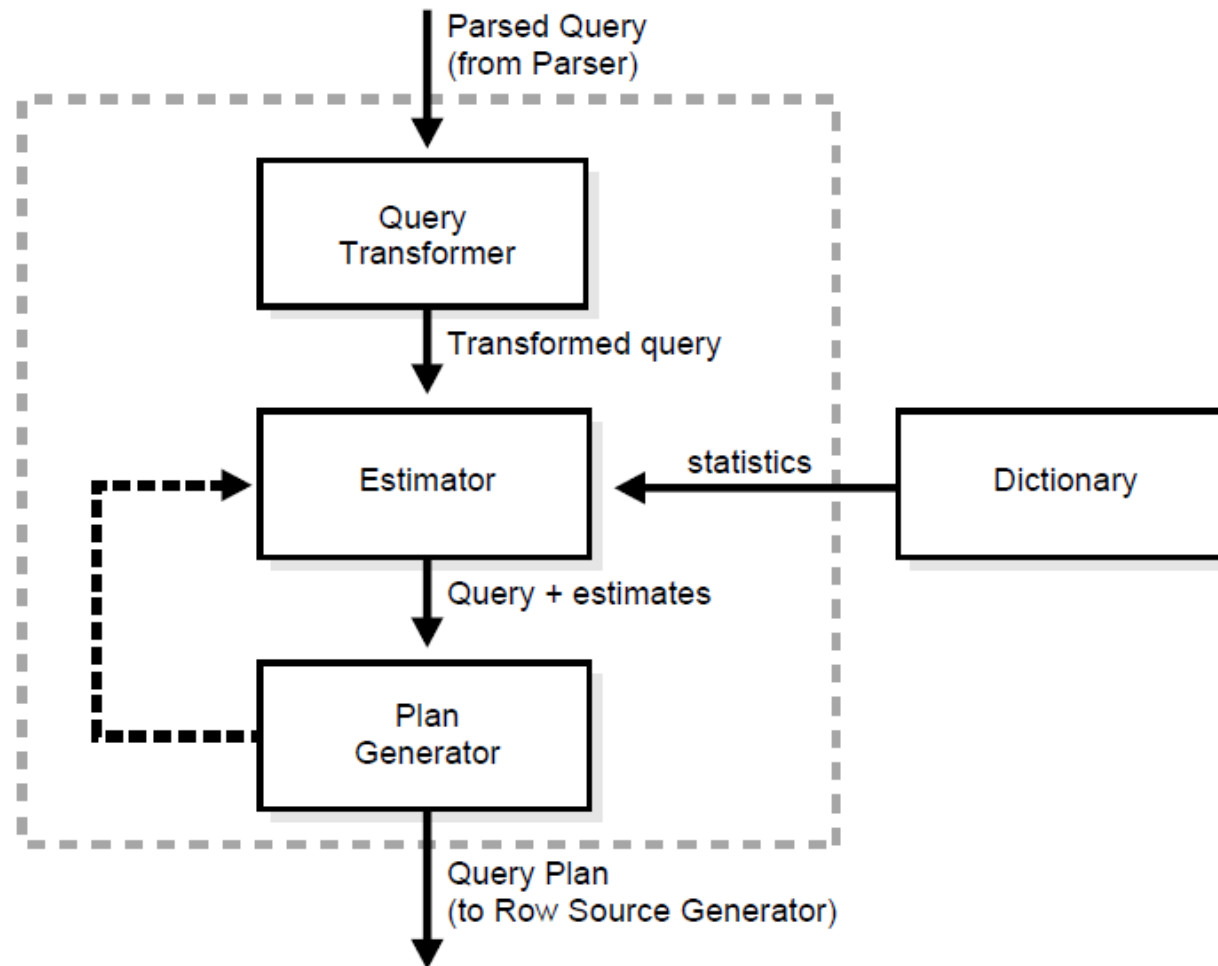 Parsed Query
(from Parser)
Query
Transformer
Transformed query
Estimator
statistics
Dictionary
Query + estimates
Plan
Generator
Query Plan
(to Row Source Generator)